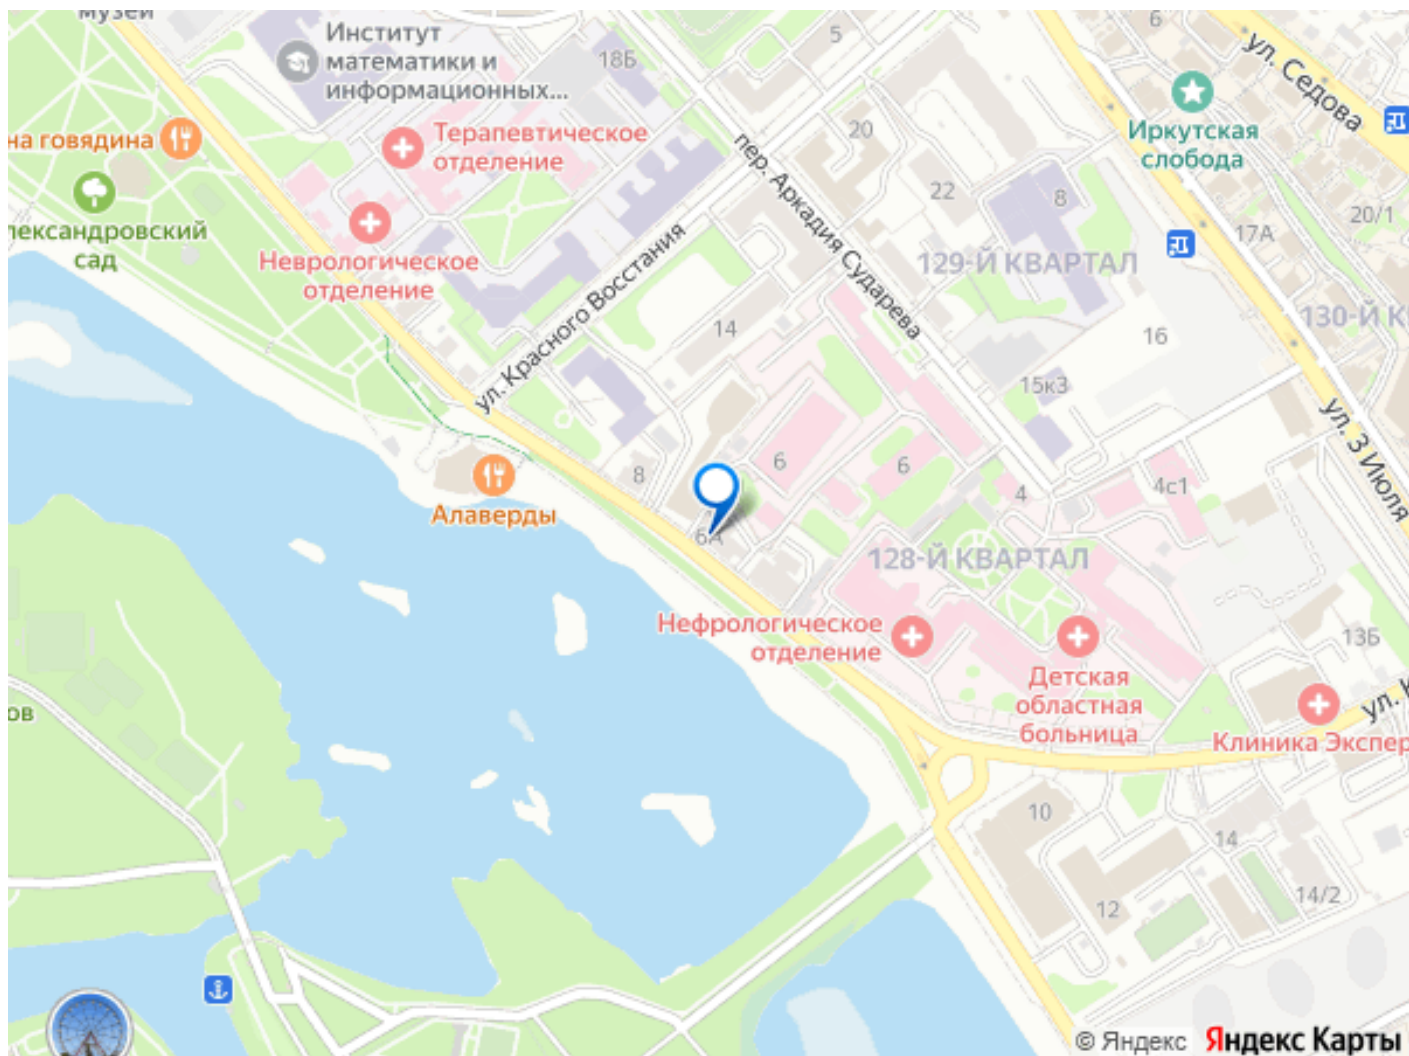 музей
Институт
математики и
информационных...
18Б
5
6
ул. Седова
Терапевтическое
отделение
на говядина
20
Иркутская
слобода
пер. Аркадия Сударева
22
8
20/1
17А
лександровский
сад
Неврологическое
отделение
ул. Красного Восстания
129-Й КВАРТАЛ
130-Й К
14
16
15к3
ул. 3 Июля
8
6
6
4
4с1
Алаверды
6А
128-Й КВАРТАЛ
Нефрологическое
отделение
13Б
Детская
областная
больница
ул. К
Клиника Экспер
ов
10
14
14/2
12
© Яндекс Яндекс Карты